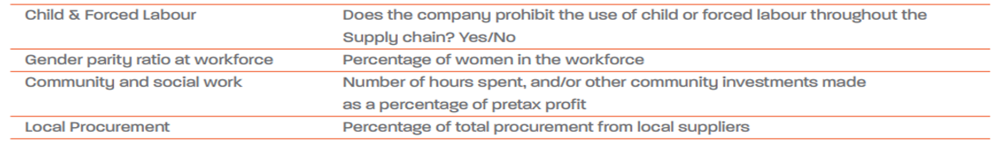 Child & Forced Labour
Does the company prohibit the use of child or forced labour throughout the
Supply chain? Yes/No
Gender parity ratio at workforce
Percentage of women in the workforce
Community and social work
Number of hours spent, and/or other community investments made
as a percentage of pretax profit
Local Procurement
Percentage of total procurement from local suppliers